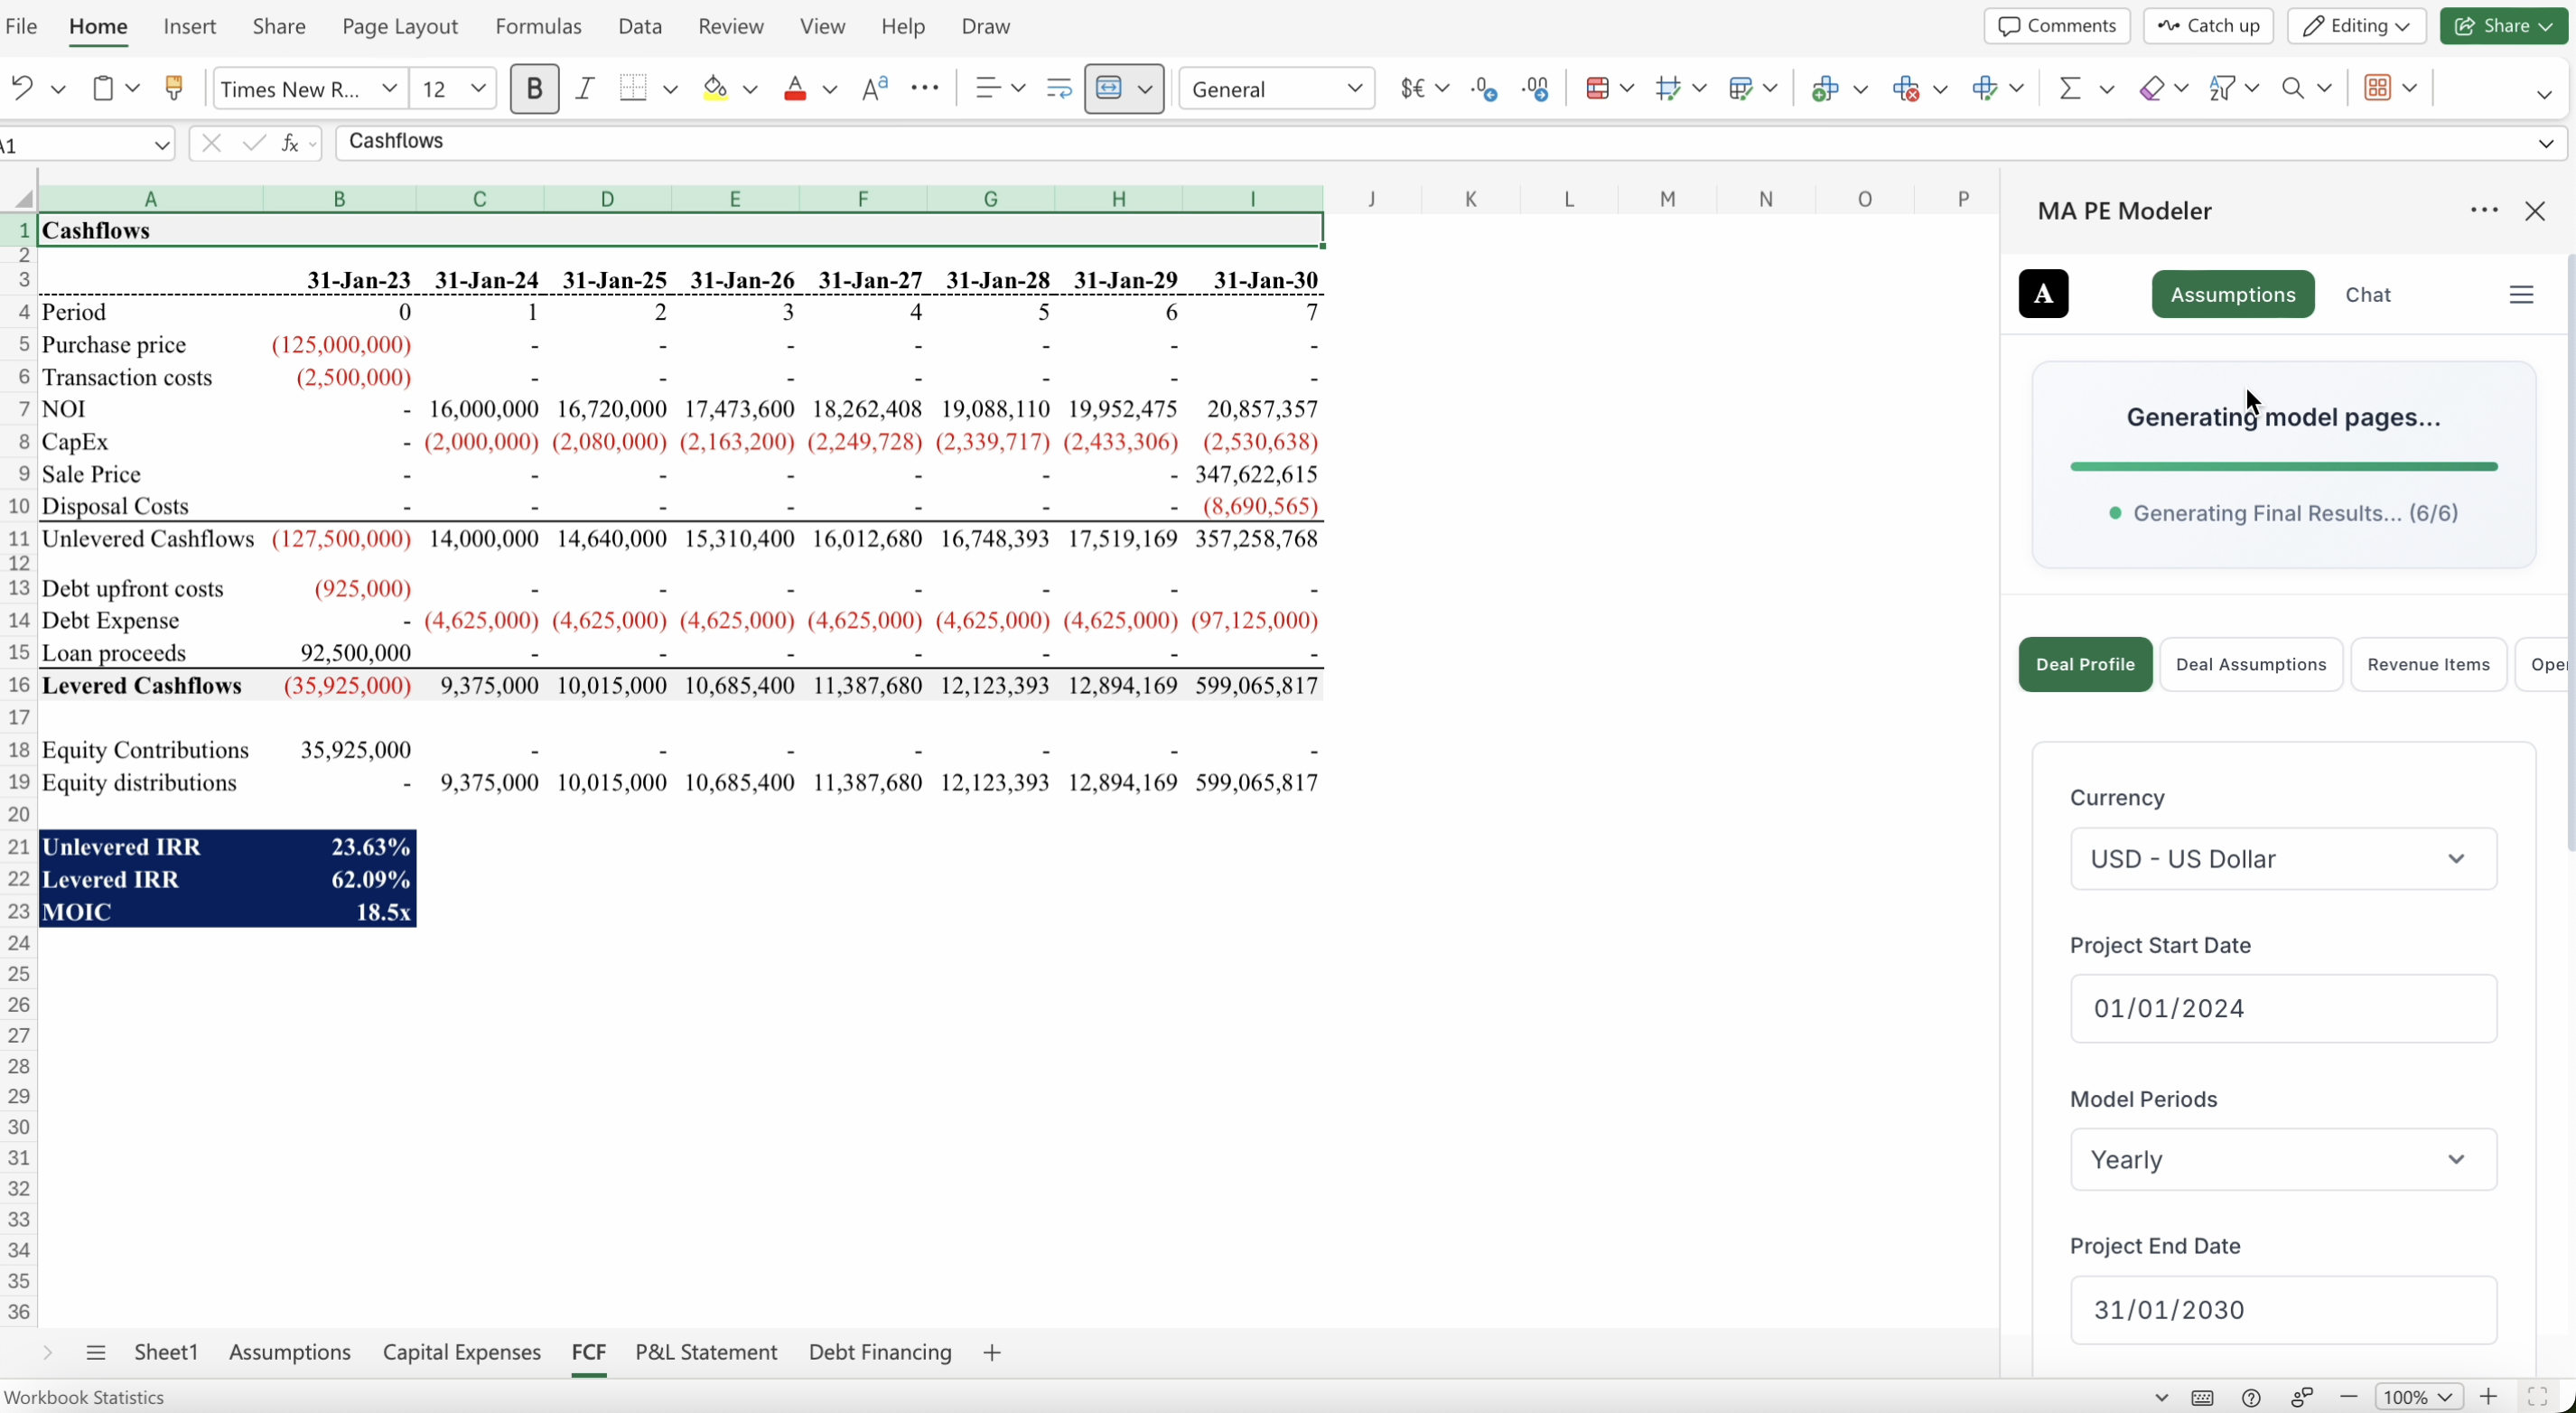 File Home Insert Share Page Layout Formulas Data Review View Help Draw Comments Catch up Editing Share
Times New R... 12 B I A General $€
A1 fx Cashflows
A B C D E F G H I J K L M N O P
1 Cashflows
2
3 31-Jan-23 31-Jan-24 31-Jan-25 31-Jan-26 31-Jan-27 31-Jan-28 31-Jan-29 31-Jan-30
4 Period 0 1 2 3 4 5 6 7
5 Purchase price (125,000,000) - - - - - - -
6 Transaction costs (2,500,000) - - - - - - -
7 NOI - 16,000,000 16,720,000 17,473,600 18,262,408 19,088,110 19,952,475 20,857,357
8 CapEx - (2,000,000) (2,080,000) (2,163,200) (2,249,728) (2,339,717) (2,433,306) (2,530,638)
9 Sale Price - - - - - - - 347,622,615
10 Disposal Costs - - - - - - - (8,690,565)
11 Unlevered Cashflows (127,500,000) 14,000,000 14,640,000 15,310,400 16,012,680 16,748,393 17,519,169 357,258,768
12
13 Debt upfront costs (925,000) - - - - - - -
14 Debt Expense - (4,625,000) (4,625,000) (4,625,000) (4,625,000) (4,625,000) (4,625,000) (97,125,000)
15 Loan proceeds 92,500,000 - - - - - - -
16 Levered Cashflows (35,925,000) 9,375,000 10,015,000 10,685,400 11,387,680 12,123,393 12,894,169 599,065,817
17
18 Equity Contributions 35,925,000 - - - - - - -
19 Equity distributions - 9,375,000 10,015,000 10,685,400 11,387,680 12,123,393 12,894,169 599,065,817
20
21 Unlevered IRR 23.63%
22 Levered IRR 62.09%
23 MOIC 18.5x
24
25
26
27
28
29
30
31
32
33
34
35
36
MA PE Modeler
A Assumptions Chat
Generating model pages...
Generating Final Results... (6/6)
Deal Profile Deal Assumptions Revenue Items Oper
Currency
USD - US Dollar
Project Start Date
01/01/2024
Model Periods
Yearly
Project End Date
31/01/2030
Sheet1 Assumptions Capital Expenses FCF P&L Statement Debt Financing
Workbook Statistics 100%